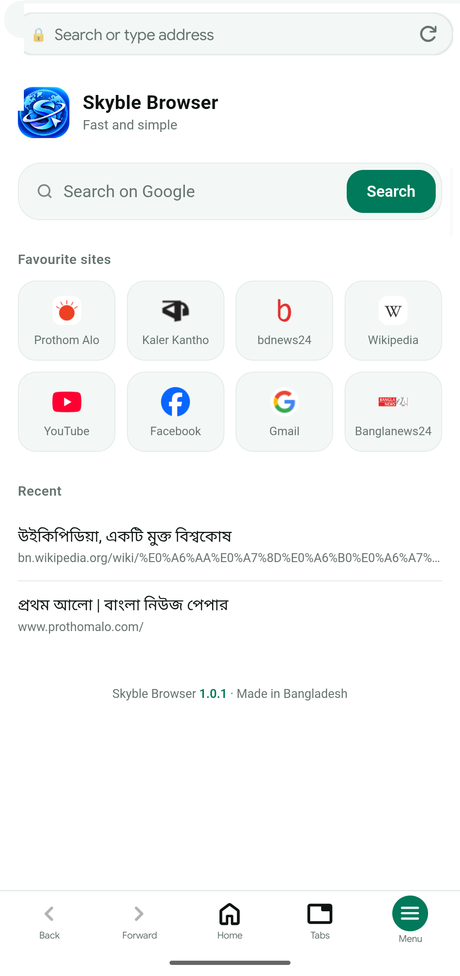 Search or type address
Skyble Browser
Fast and simple
Search on Google
Search
Favourite sites
Prothom Alo
Kaler Kantho
bdnews24
Wikipedia
YouTube
Facebook
Gmail
Banglanews24
Recent
উইকিপিডিয়া, একটি মুক্ত বিশ্বকোষ
bn.wikipedia.org/wiki/%E0%A6%AA%E0%A7%8D%E0%A6%B0%E0%A6%A7%...
প্রথম আলো | বাংলা নিউজ পেপার
www.prothomalo.com/
Skyble Browser 1.0.1 · Made in Bangladesh
Back
Forward
Home
Tabs
Menu